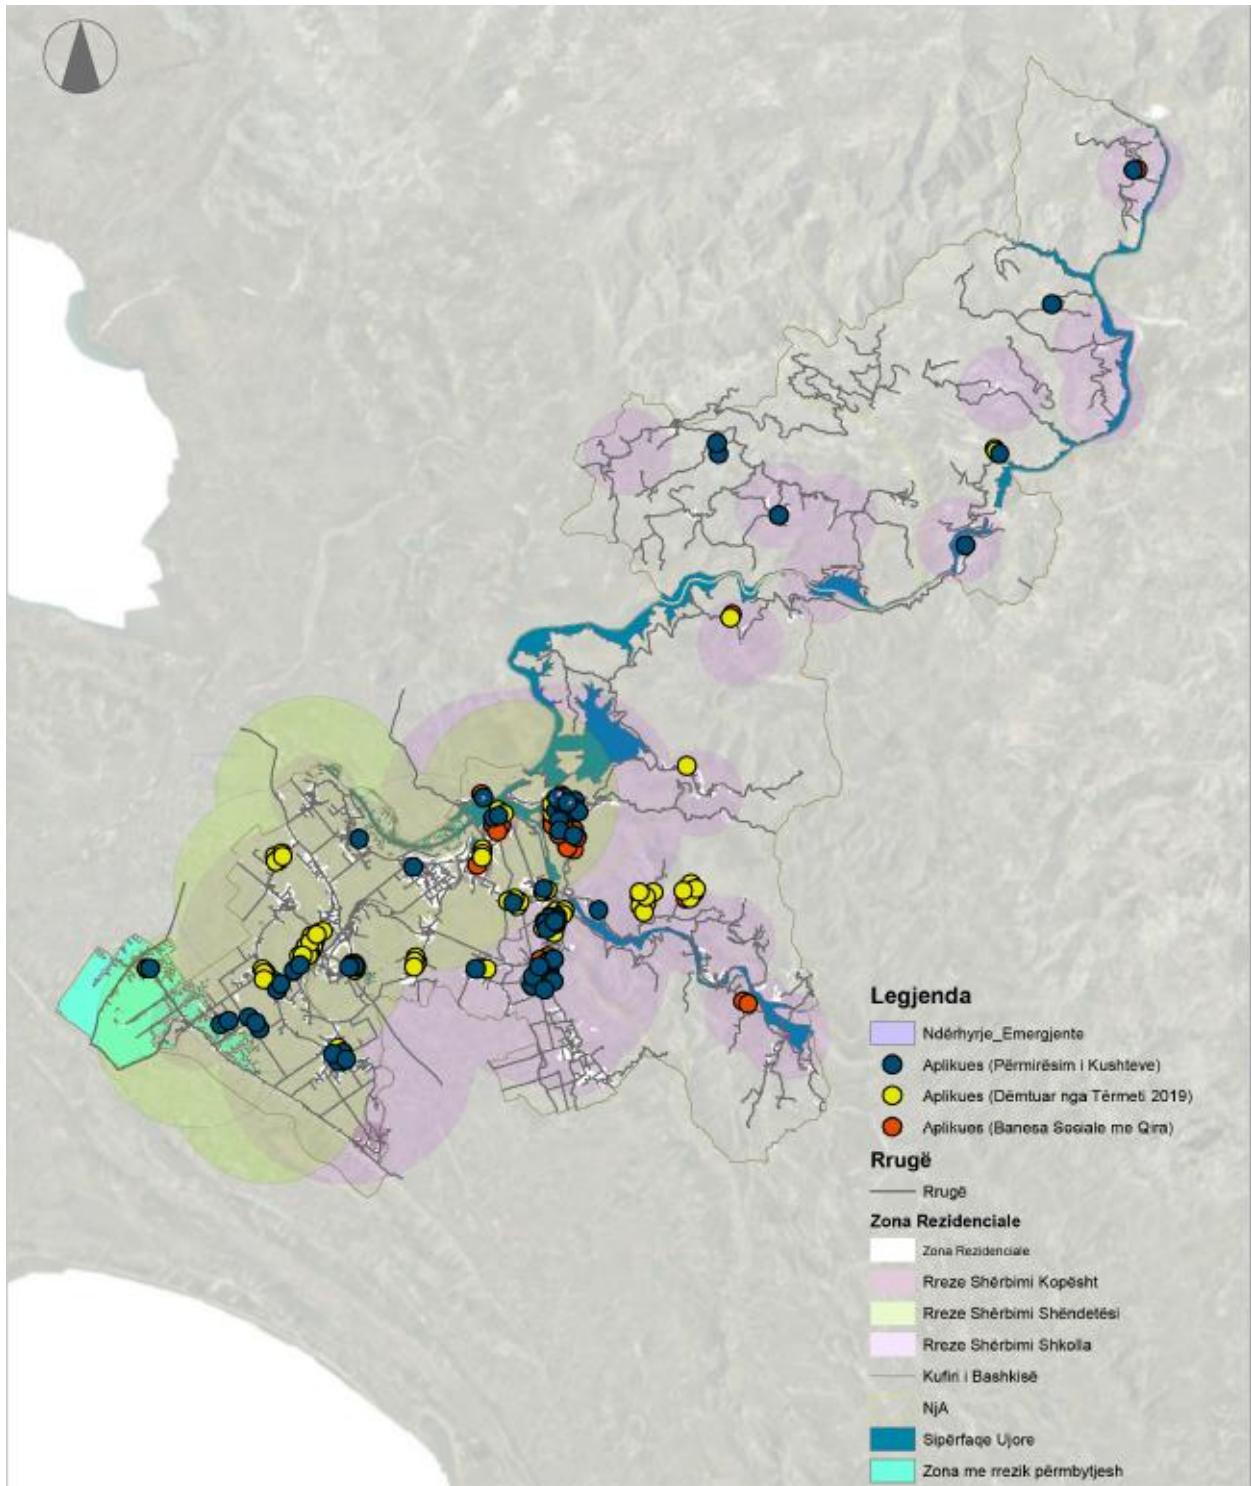 Legjenda
Ndërhyrje_Emergjente
Aplikues (Përmirësim i Kushteve)
Aplikues (Dëmtuar nga Tërmeti 2019)
Aplikues (Banesa Sociale me Qira)
Rrugë
Rrugë
Zona Rezidenciale
Zona Rezidenciale
Rreze Shërbimi Kopësht
Rreze Shërbimi Shëndetësi
Rreze Shërbimi Shkolla
Kufiri i Bashkisë
NjA
Sipërfaqe Ujore
Zona me rrezik përmbytjesh